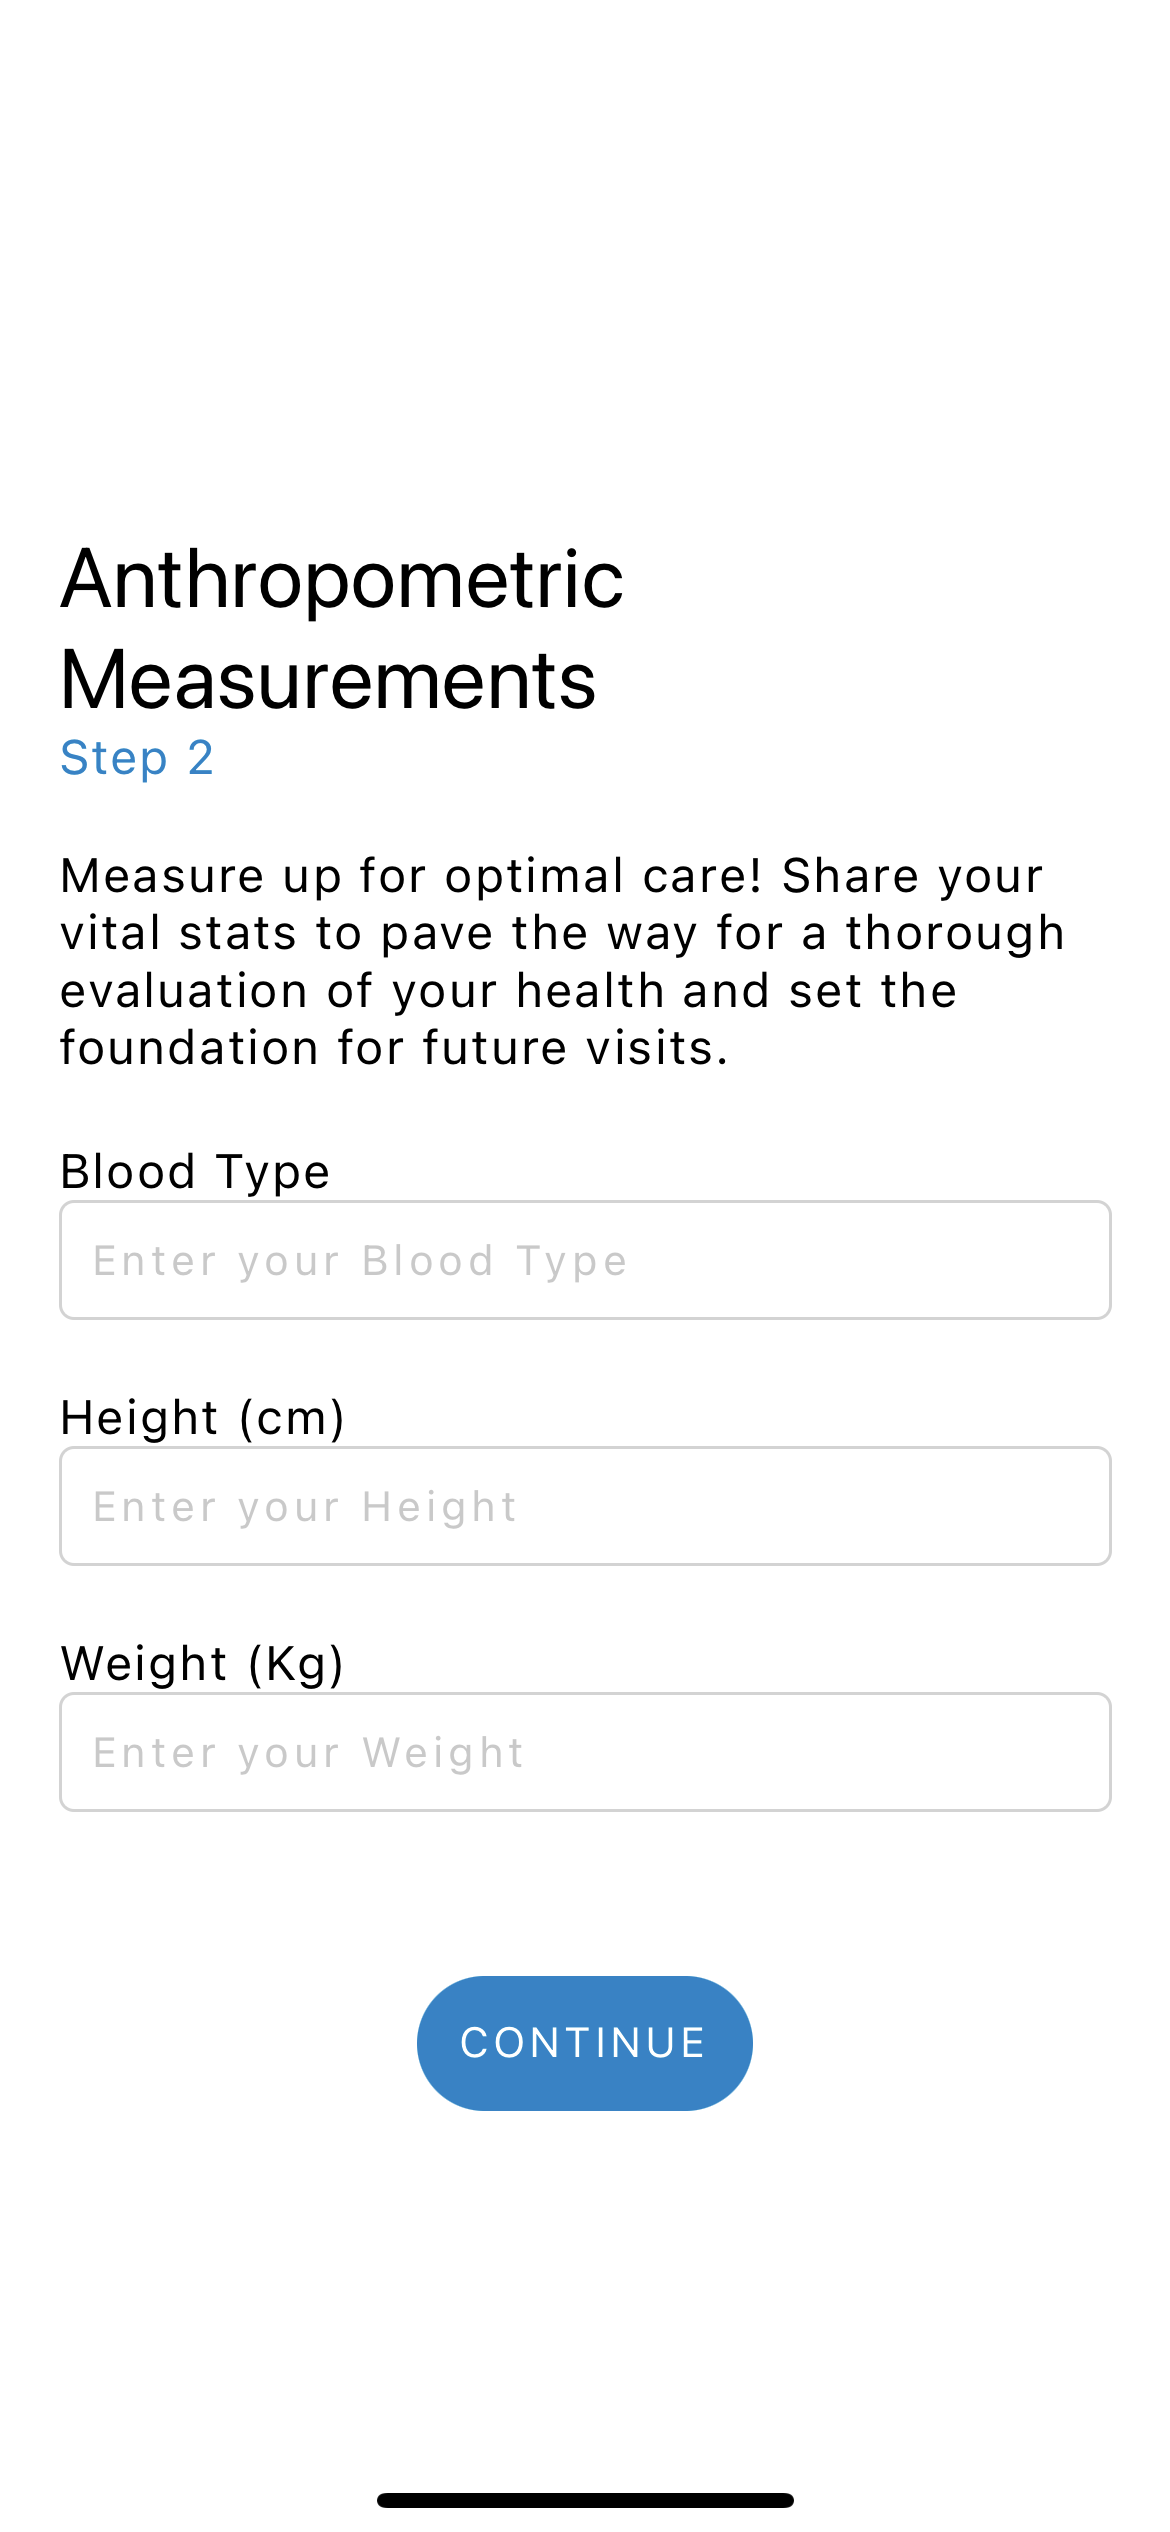 Anthropometric
Measurements
Step 2
Measure up for optimal care! Share your
vital stats to pave the way for a thorough
evaluation of your health and set the
foundation for future visits.
Blood Type
Enter your Blood Type
Height (cm)
Enter your Height
Weight (Kg)
Enter your Weight
CONTINUE